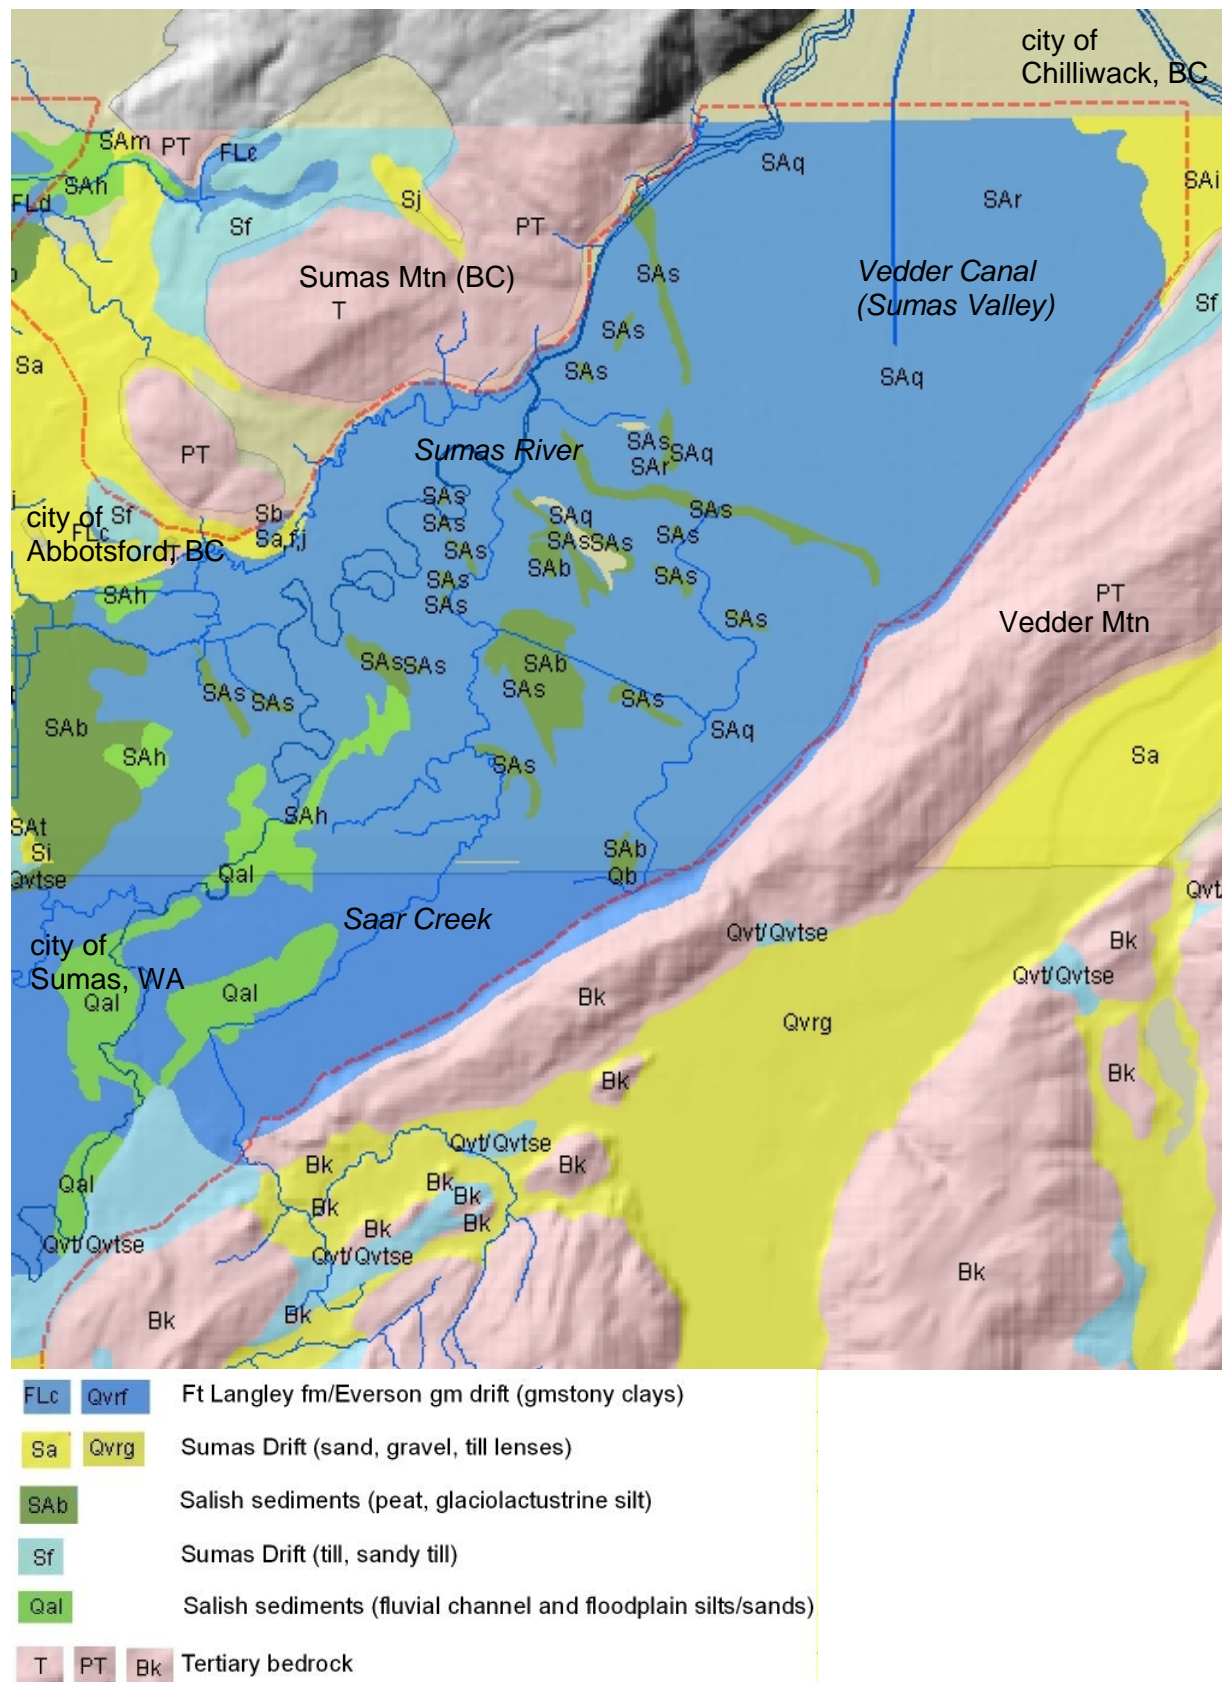 city of
Chilliwack, BC
SAm
PT
FLc
SAq
SAh
FLd
Sj
SAr
SAi
Sf
PT
Sumas Mtn (BC)
T
SAs
Vedder Canal
(Sumas Valley)
Sf
SAs
Sa
SAs
SAq
Sumas River
SAs
SAq
SAr
PT
SAs
SAs
Sb
SAq
Sf
city of
FLc
Abbotsford, BC
T
Sa,f,j
SAs
SAs
SAsSAs
SAs
SAb
SAs
SAs
SAs
SAh
PT
Vedder Mtn
SAs
SAsSAs
SAb
SAs
SAs
SAs
SAs
SAb
SAq
SAh
Sa
SAs
SAh
SAt
Si
SAb
Qvtse
Qal
Qb
Qvt
Saar Creek
Qvt/Qvtse
Bk
city of
Sumas, WA
Qal
Qal
Bk
Qvt/Qvtse
Qvrg
Bk
Bk
Qvt/Qvtse
Bk
Bk
Qal
Bk
Bk
Bk
Bk
Bk
Qvt/Qvtse
Qvt/Qvtse
Bk
Bk
Bk
FLc Qvrf Ft Langley fm/Everson gm drift (gmstony clays)
Sa Qvrg Sumas Drift (sand, gravel, till lenses)
SAb Salish sediments (peat, glaciolactustrine silt)
Sf Sumas Drift (till, sandy till)
Qal Salish sediments (fluvial channel and floodplain silts/sands)
T PT Bk Tertiary bedrock